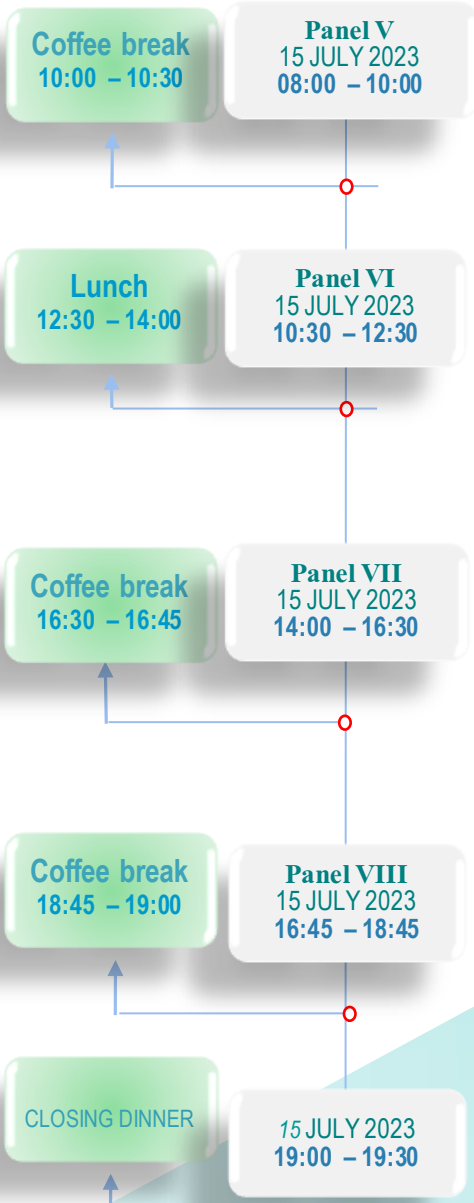 Coffee break
10:00 – 10:30
Panel V
15 JULY 2023
08:00 – 10:00
Lunch
12:30 – 14:00
Panel VI
15 JULY 2023
10:30 – 12:30
Coffee break
16:30 – 16:45
Panel VII
15 JULY 2023
14:00 – 16:30
Coffee break
18:45 – 19:00
Panel VIII
15 JULY 2023
16:45 – 18:45
CLOSING DINNER
15 JULY 2023
19:00 – 19:30